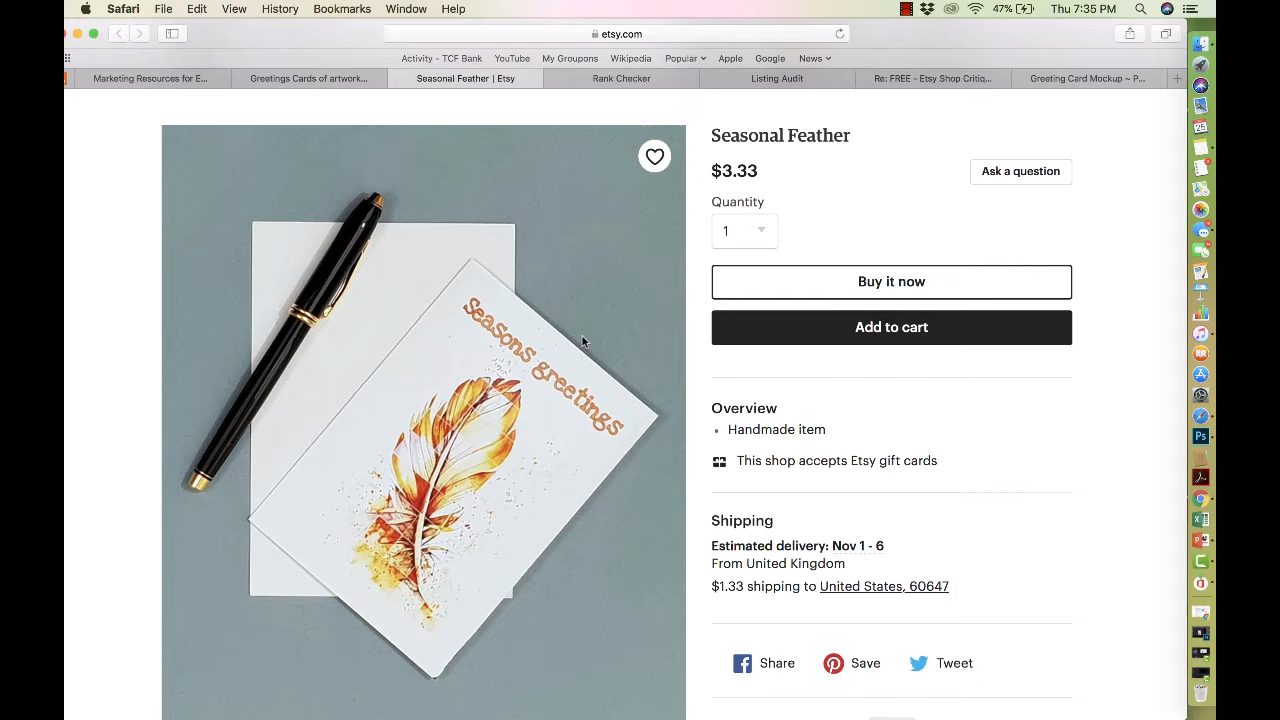 Safari File Edit View History Bookmarks Window Help
47% Thu 7:35 PM
etsy.com
Activity - TCF Bank YouTube My Groupons Wikipedia Popular Apple Google News
Marketing Resources for E... Greetings Cards of artwork... Seasonal Feather | Etsy Rank Checker Listing Audit Re: FREE - Etsy Shop Critiq... Greeting Card Mockup ~ P...
Seasonal Feather
$3.33
Ask a question
Quantity
1
Buy it now
Add to cart
Seasons greetings
Overview
Handmade item
This shop accepts Etsy gift cards
Shipping
Estimated delivery: Nov 1 - 6
From United Kingdom
$1.33 shipping to United States, 60647
Share Save Tweet